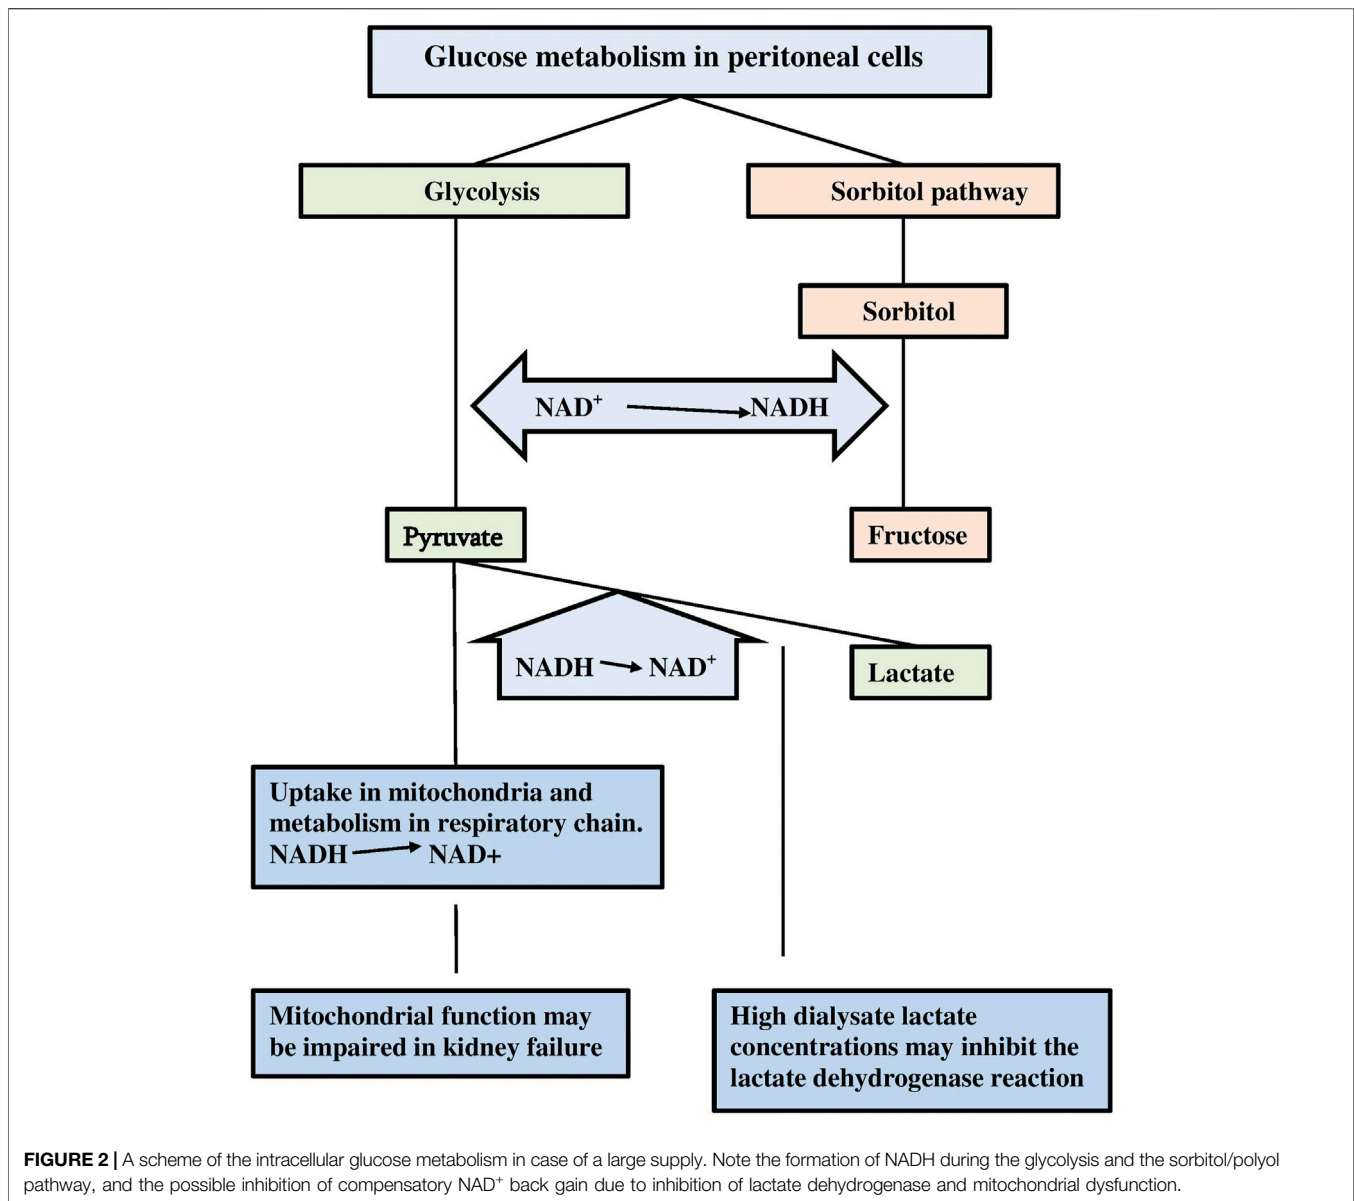 Glucose metabolism in peritoneal cells
Glycolysis
Sorbitol pathway
Sorbitol
NAD⁺ NADH
Pyruvate
Fructose
NADH NAD⁺
Lactate
Uptake in mitochondria and
metabolism in respiratory chain.
NADH NAD+
Mitochondrial function may
be impaired in kidney failure
High dialysate lactate
concentrations may inhibit the
lactate dehydrogenase reaction
FIGURE 2 | A scheme of the intracellular glucose metabolism in case of a large supply. Note the formation of NADH during the glycolysis and the sorbitol/polyol
pathway, and the possible inhibition of compensatory NAD⁺ back gain due to inhibition of lactate dehydrogenase and mitochondrial dysfunction.